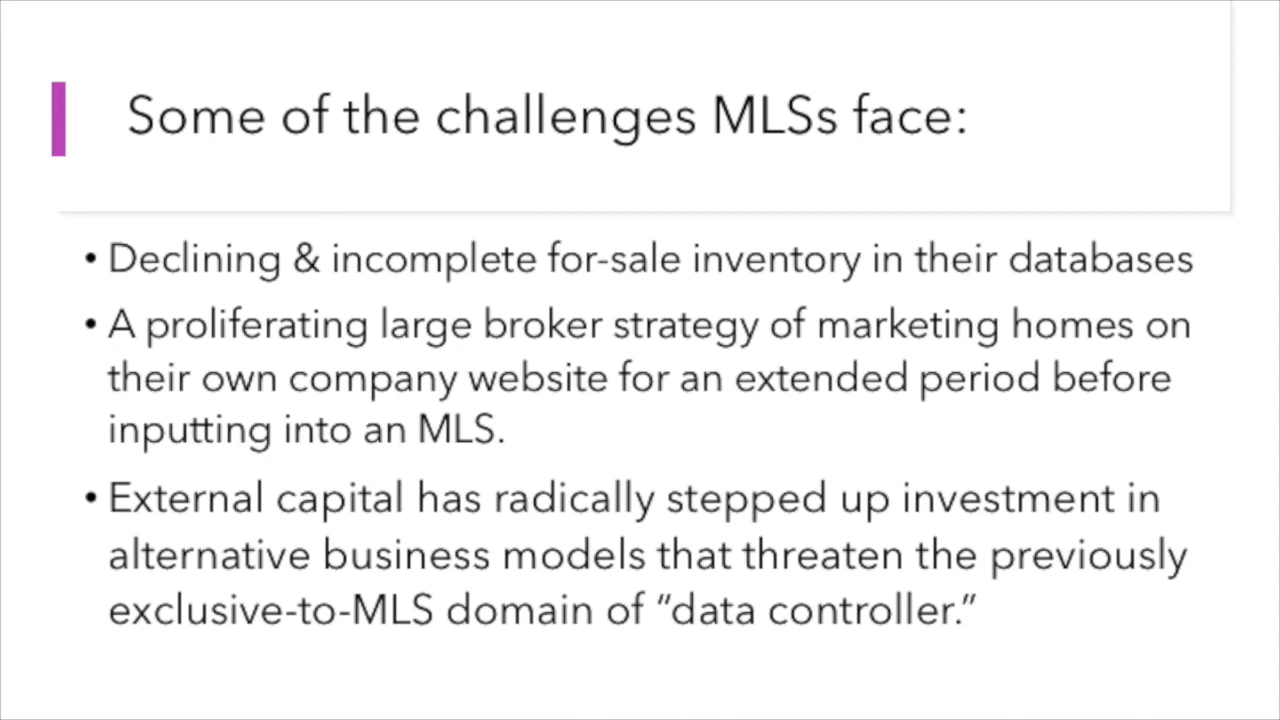 Some of the challenges MLSs face:
• Declining & incomplete for-sale inventory in their databases
• A proliferating large broker strategy of marketing homes on
their own company website for an extended period before
inputting into an MLS.
• External capital has radically stepped up investment in
alternative business models that threaten the previously
exclusive-to-MLS domain of “data controller.”